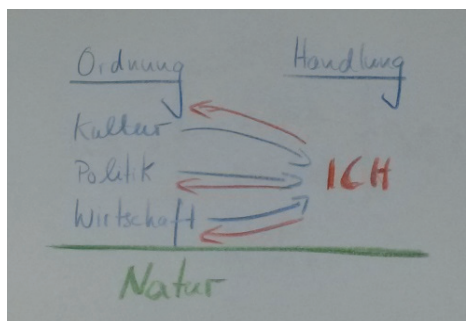 Ordnung Handlung
Kultur
Politik ICH
Wirtschaft
Natur